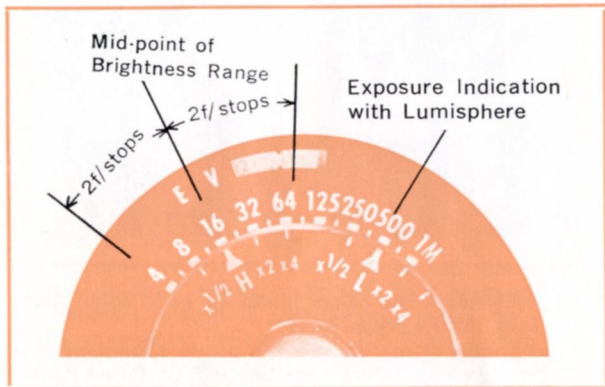 Mid-point of
Brightness Range
2f/stops
2f/stops
Exposure Indication
with Lumisphere
E V
4 8 16 32 64 125 250 500 1M
x1/2 H x2 x4 x1/2 L x2 x4